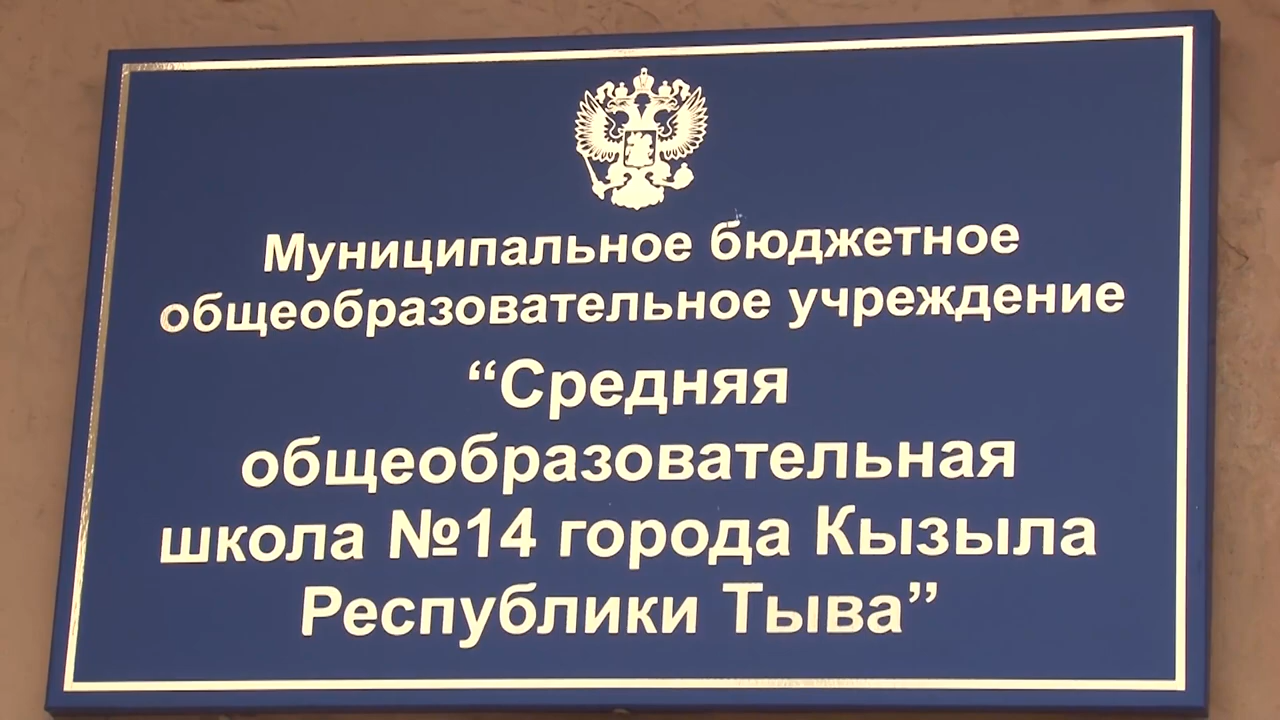 Муниципальное бюджетное
общеобразовательное учреждение
“Средняя
общеобразовательная
школа №14 города Кызыла
Республики Тыва”